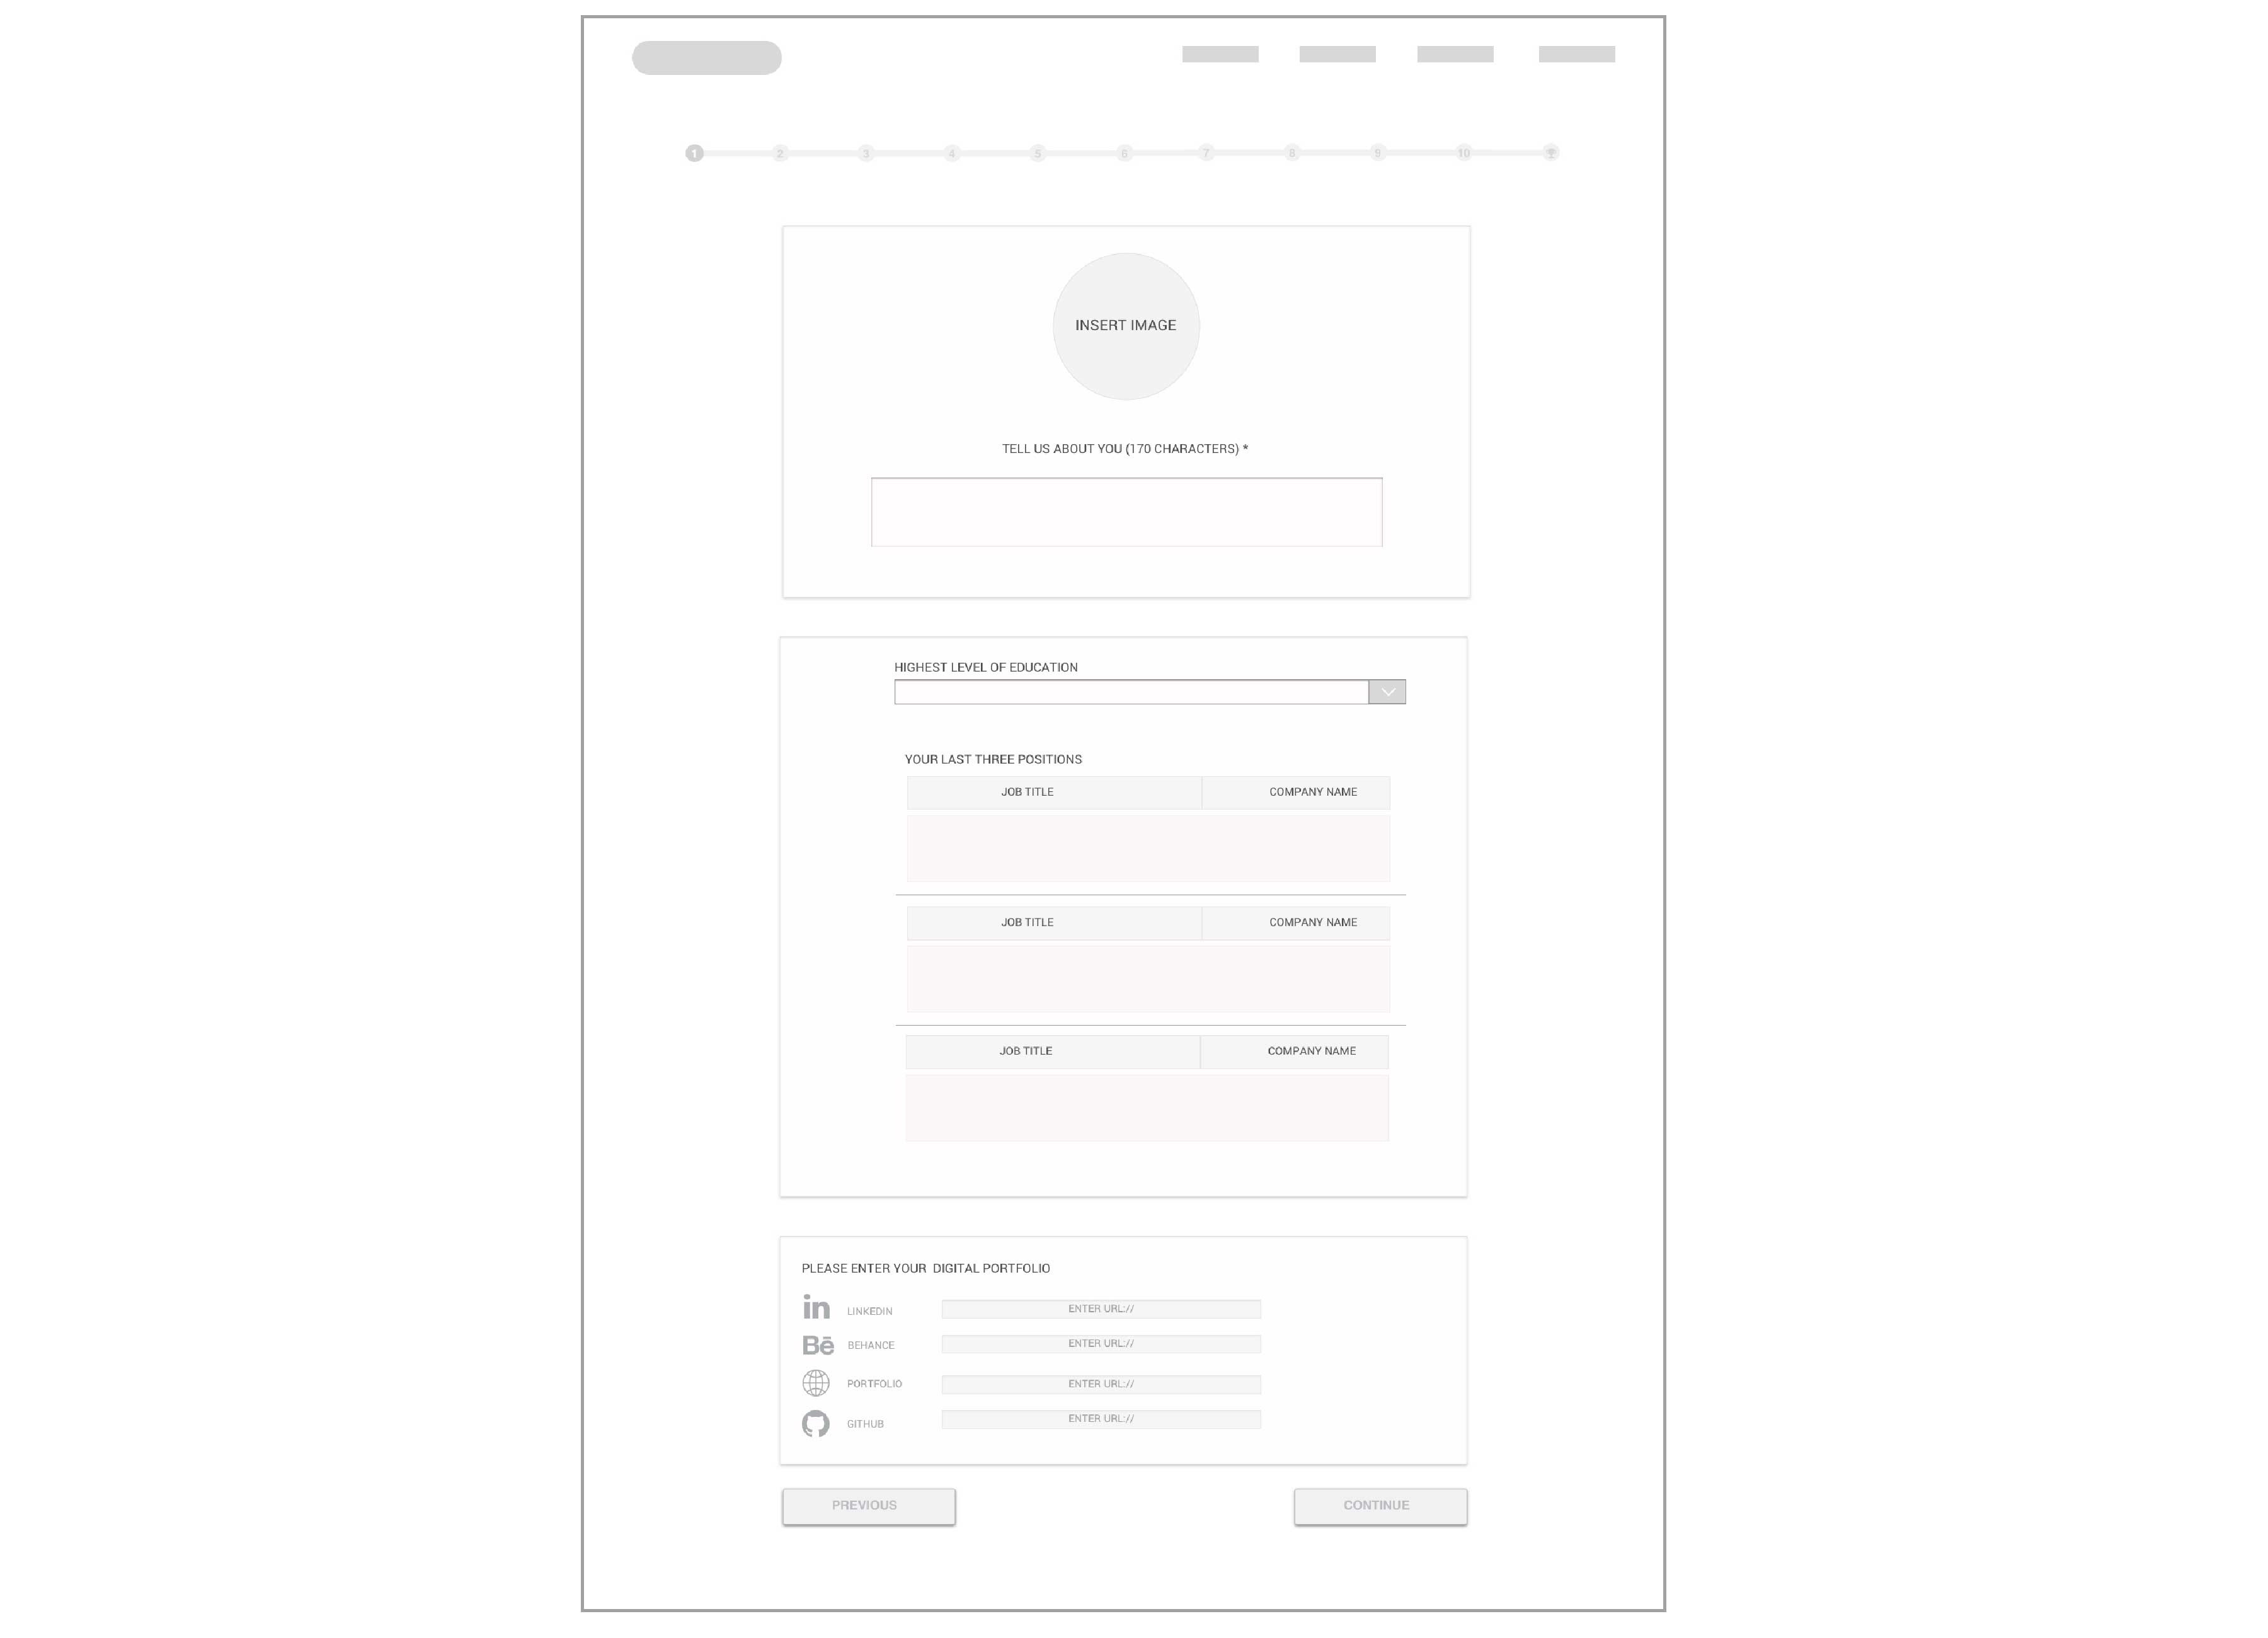 1 2 3 4 5 6 7 8 9 10
INSERT IMAGE
TELL US ABOUT YOU (170 CHARACTERS) *
HIGHEST LEVEL OF EDUCATION
YOUR LAST THREE POSITIONS
JOB TITLE COMPANY NAME
JOB TITLE COMPANY NAME
JOB TITLE COMPANY NAME
PLEASE ENTER YOUR DIGITAL PORTFOLIO
in LINKEDIN ENTER URL://
Bē BEHANCE ENTER URL://
PORTFOLIO ENTER URL://
GITHUB ENTER URL://
PREVIOUS CONTINUE